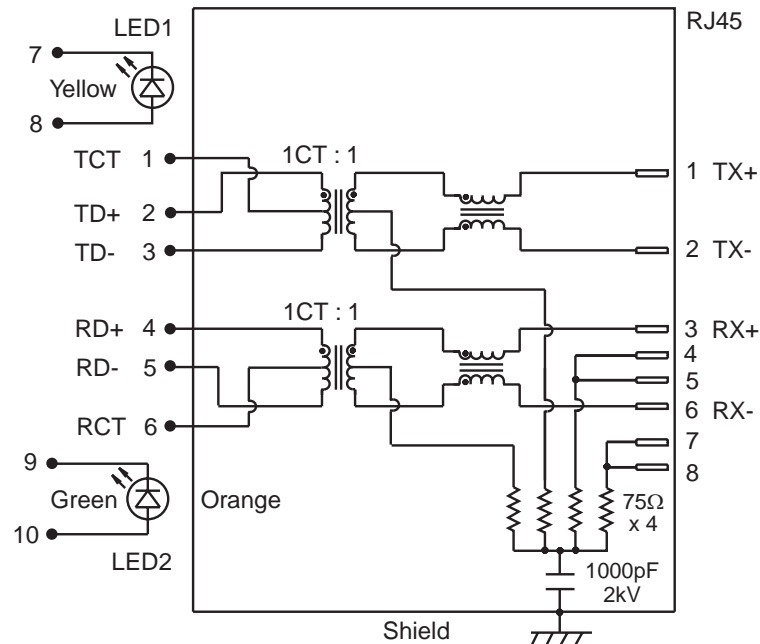 LED1
RJ45
7
Yellow
8
TCT 1
1CT : 1
1 TX+
TD+ 2
TD- 3
2 TX-
RD+ 4
1CT : 1
3 RX+
4
RD- 5
5
RCT 6
6 RX-
7
8
9
Green
Orange
10
LED2
75Ω
x 4
1000pF
2kV
Shield